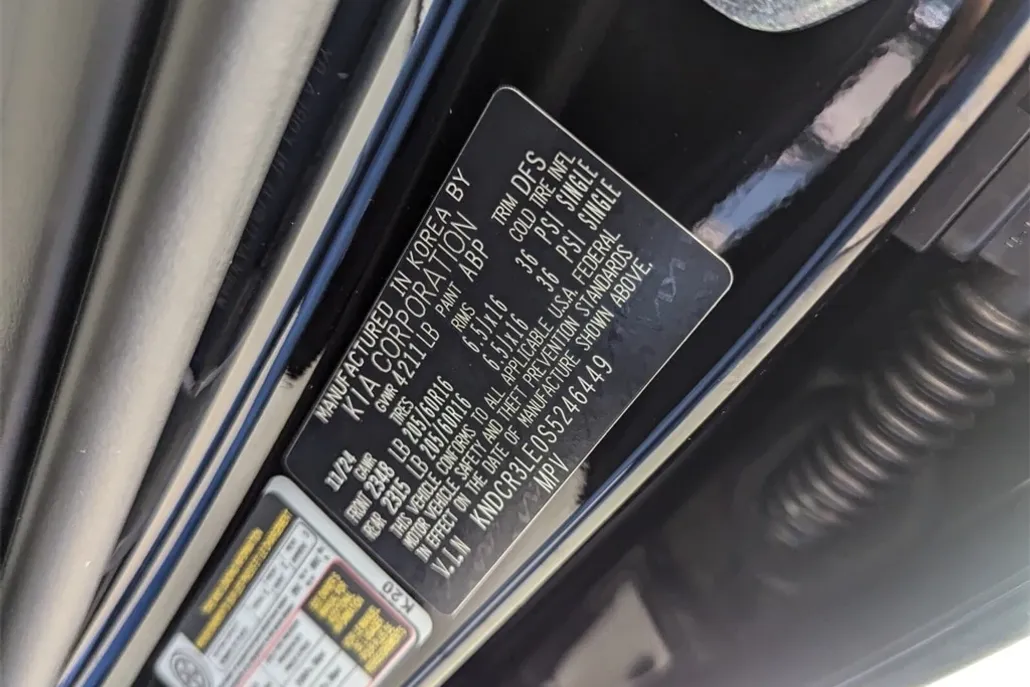 MANUFACTURED IN KOREA BY
KIA CORPORATION
11/24 GVWR 4211LB PAINT ABP TRIM DFS
GAWR TIRES RIMS COLD TIRE INFL
FRONT 2348 LB 205/60R16 6.5Jx16 36 PSI SINGLE
REAR 2315 LB 205/60R16 6.5Jx16 36 PSI SINGLE
THIS VEHICLE CONFORMS TO ALL APPLICABLE U.S.A. FEDERAL
MOTOR VEHICLE SAFETY AND THEFT PREVENTION STANDARDS
IN EFFECT ON THE DATE OF MANUFACTURE SHOWN ABOVE.
V.I.N KNDCR3LE0S5246449
MPV
K20